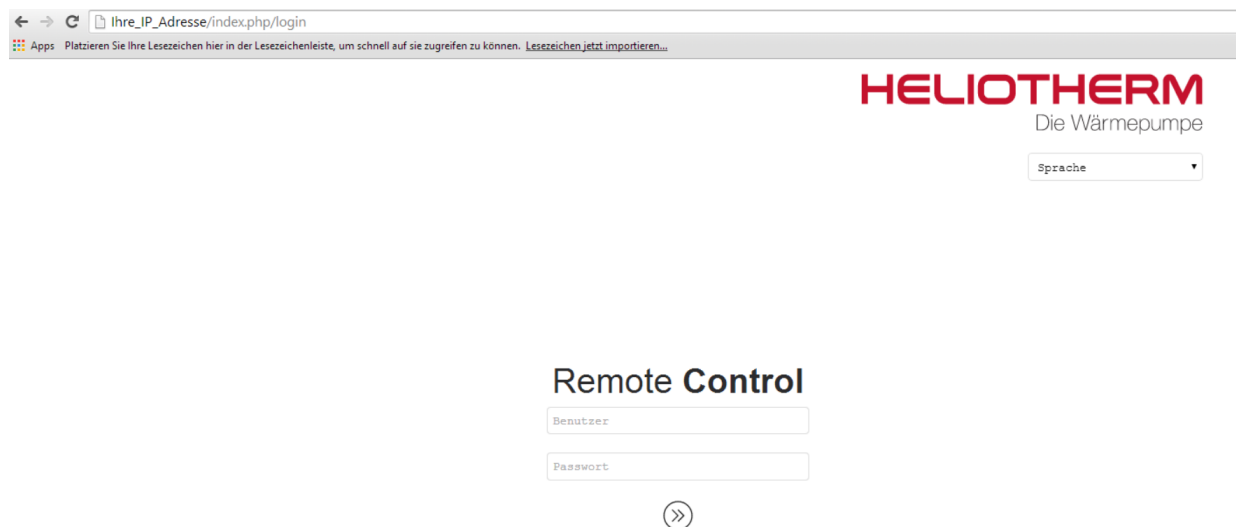 Ihre_IP_Adresse/index.php/login
Apps Platzieren Sie Ihre Lesezeichen hier in der Lesezeichenleiste, um schnell auf sie zugreifen zu können. Lesezeichen jetzt importieren...
HELIOTHERM
Die Wärmepumpe
Sprache
Remote Control
Benutzer
Passwort